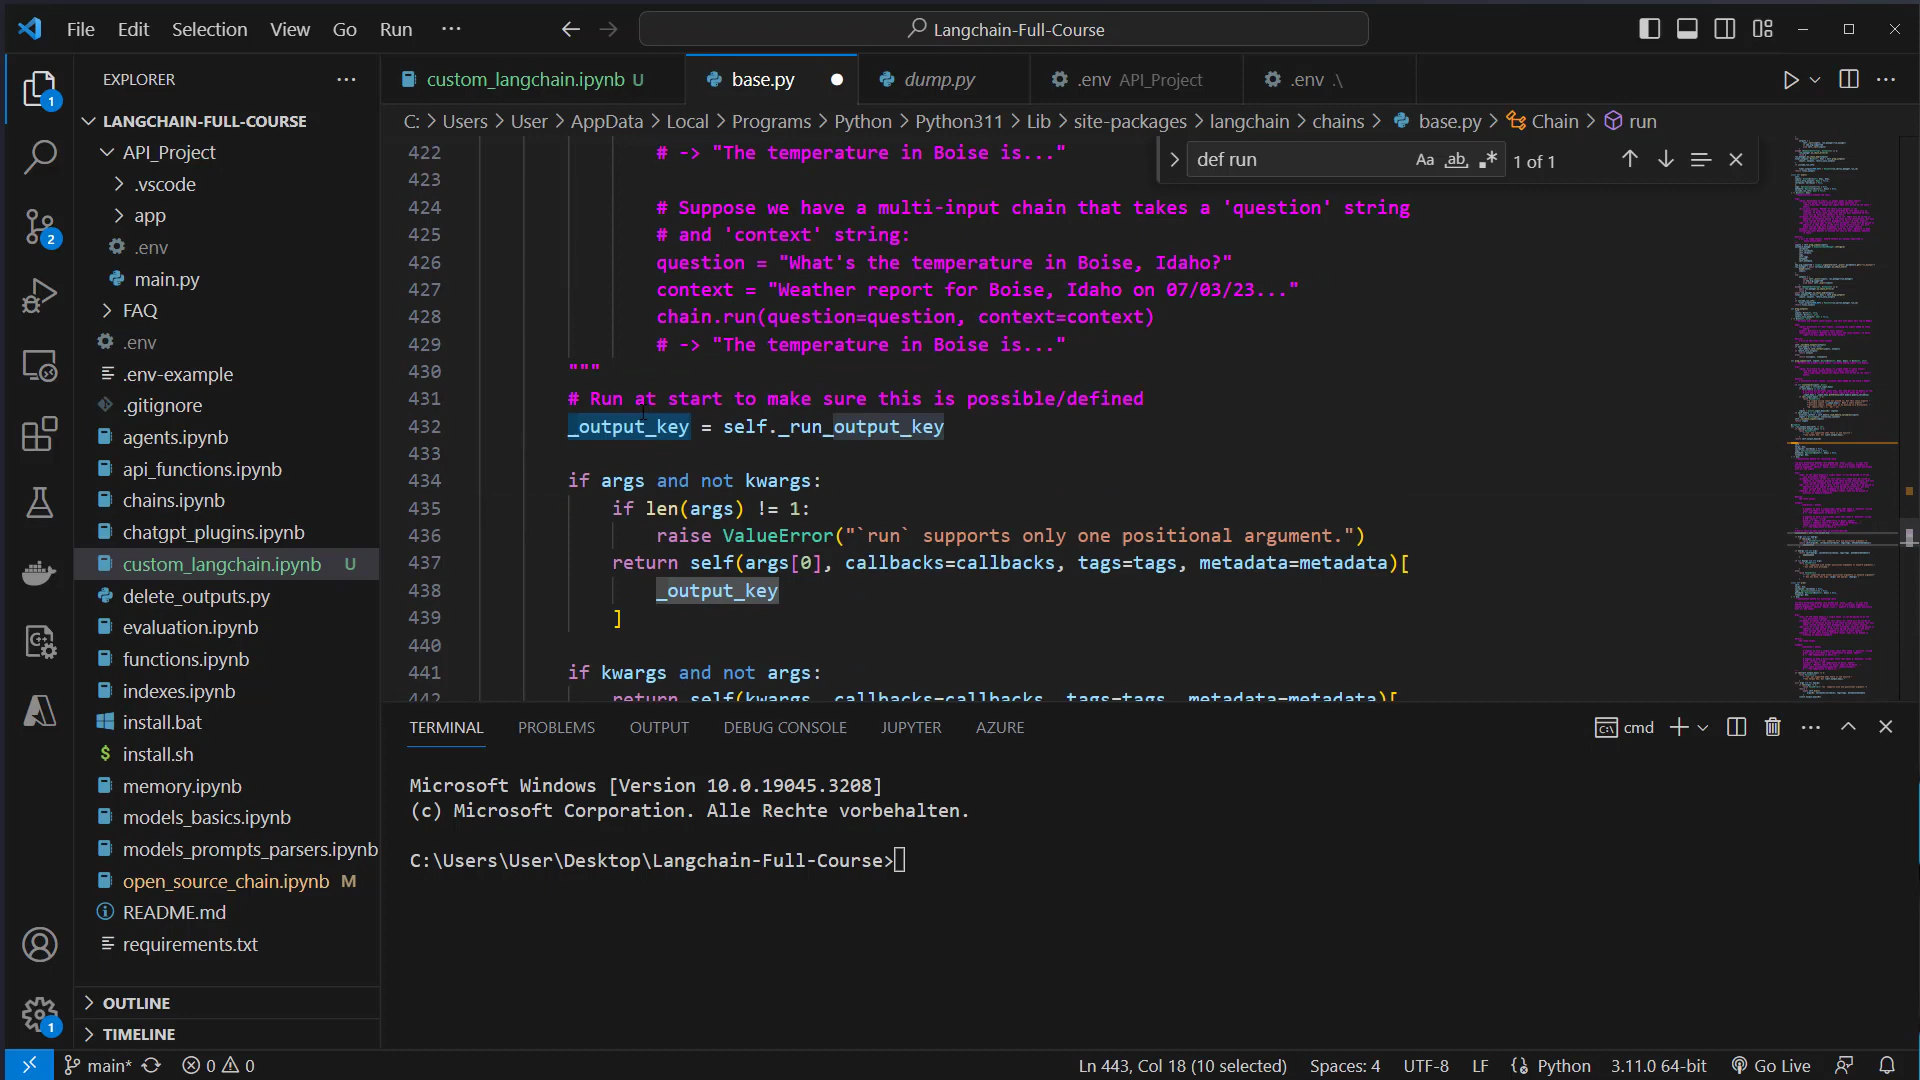 File Edit Selection View Go Run ··· Langchain-Full-Course
EXPLORER ···
custom_langchain.ipynb U base.py dump.py .env API_Project .env .\
LANGCHAIN-FULL-COURSE
C: > Users > User > AppData > Local > Programs > Python > Python311 > Lib > site-packages > langchain > chains > base.py > Chain > run
def run Aa ab 1 of 1
API_Project
.vscode
app
.env
main.py
FAQ
.env
.env-example
.gitignore
agents.ipynb
api_functions.ipynb
chains.ipynb
chatgpt_plugins.ipynb
custom_langchain.ipynb U
delete_outputs.py
evaluation.ipynb
functions.ipynb
indexes.ipynb
install.bat
install.sh
memory.ipynb
models_basics.ipynb
models_prompts_parsers.ipynb
open_source_chain.ipynb M
README.md
requirements.txt
OUTLINE
TIMELINE
422 # -> "The temperature in Boise is..."
423
424 # Suppose we have a multi-input chain that takes a 'question' string
425 # and 'context' string:
426 question = "What's the temperature in Boise, Idaho?"
427 context = "Weather report for Boise, Idaho on 07/03/23..."
428 chain.run(question=question, context=context)
429 # -> "The temperature in Boise is..."
430 """
431 # Run at start to make sure this is possible/defined
432 _output_key = self._run_output_key
433
434 if args and not kwargs:
435 if len(args) != 1:
436 raise ValueError("`run` supports only one positional argument.")
437 return self(args[0], callbacks=callbacks, tags=tags, metadata=metadata)[
438 _output_key
439 ]
440
441 if kwargs and not args:
442 return self(kwargs, callbacks=callbacks, tags=tags, metadata=metadata)[
TERMINAL PROBLEMS OUTPUT DEBUG CONSOLE JUPYTER AZURE cmd
Microsoft Windows [Version 10.0.19045.3208]
(c) Microsoft Corporation. Alle Rechte vorbehalten.
C:\Users\User\Desktop\Langchain-Full-Course>
1
2
1
main* 0 0 Ln 443, Col 18 (10 selected) Spaces: 4 UTF-8 LF Python 3.11.0 64-bit Go Live